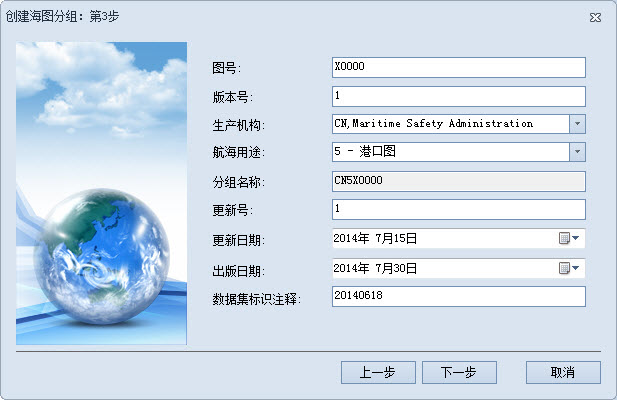 创建海图分组：第3步
图号： X0000
版本号： 1
生产机构： CN,Maritime Safety Administration
航海用途： 5 - 港口图
分组名称： CN5X0000
更新号： 1
更新日期： 2014年 7月15日
出版日期： 2014年 7月30日
数据集标识注释： 20140618
上一步 下一步 取消